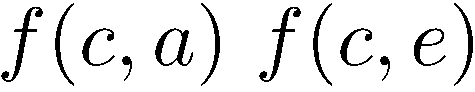 f(c, a) f(c, e)